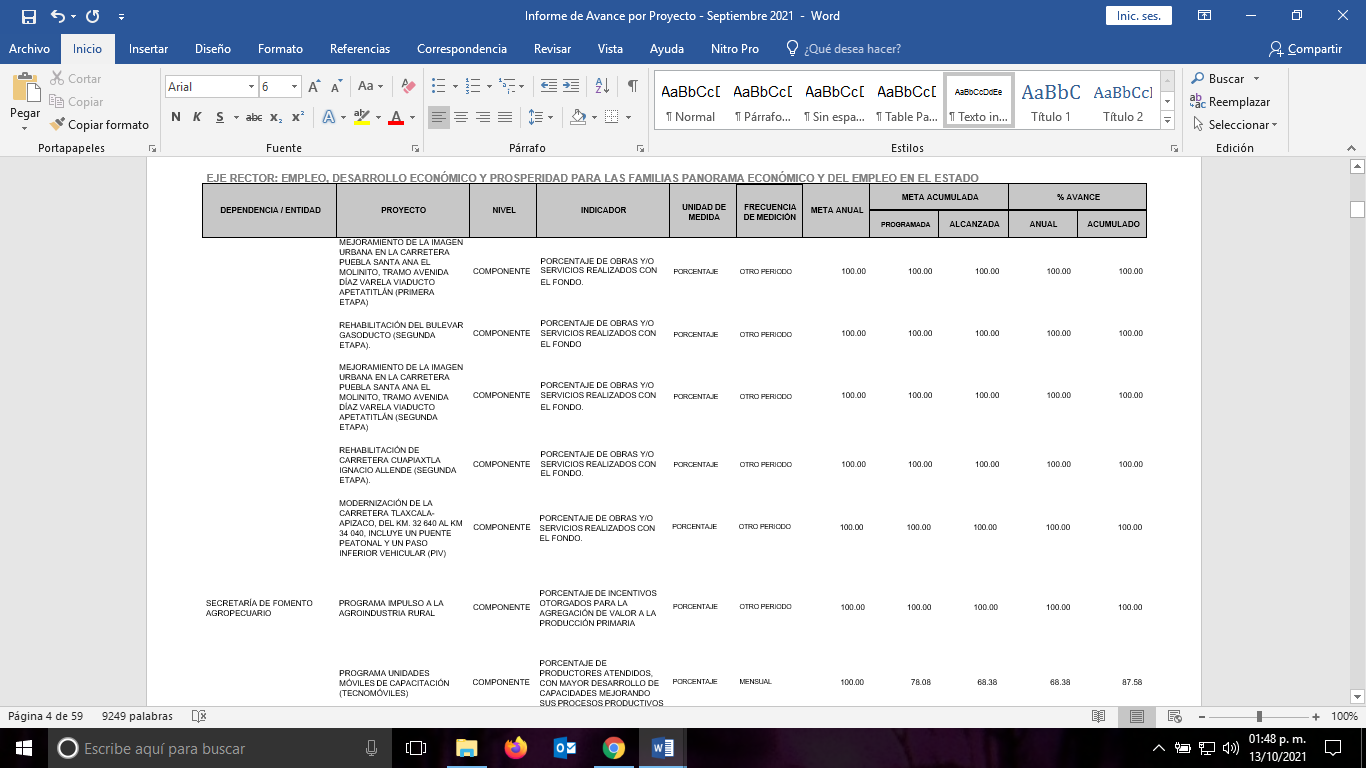 Informe de Avance por Proyecto - Septiembre 2021 - Word
Inic. ses.
Archivo Inicio Insertar Diseño Formato Referencias Correspondencia Revisar Vista Ayuda Nitro Pro ¿Qué desea hacer? Compartir
Pegar
Cortar
Copiar
Copiar formato
Portapapeles
Arial 6
Aa
N K S abc x₂ x²
Fuente
Párrafo
AaBbCcD AaBbCcD AaBbCcD AaBbCcD AaBbCcDdEe AaBbC AaBbCcI
¶ Normal ¶ Párrafo... ¶ Sin espa... ¶ Table Pa... ¶ Texto in... Título 1 Título 2
Estilos
Buscar
Reemplazar
Seleccionar
Edición
EJE RECTOR: EMPLEO, DESARROLLO ECONÓMICO Y PROSPERIDAD PARA LAS FAMILIAS PANORAMA ECONÓMICO Y DEL EMPLEO EN EL ESTADO
DEPENDENCIA / ENTIDAD
PROYECTO
NIVEL
INDICADOR
UNIDAD DE
MEDIDA
FRECUENCIA
DE MEDICIÓN
META ANUAL
META ACUMULADA
PROGRAMADA ALCANZADA
% AVANCE
ANUAL ACUMULADO
MEJORAMIENTO DE LA IMAGEN
URBANA EN LA CARRETERA
PUEBLA SANTA ANA EL
MOLINITO, TRAMO AVENIDA
DÍAZ VARELA VIADUCTO
APETATITLÁN (PRIMERA
ETAPA)
COMPONENTE
PORCENTAJE DE OBRAS Y/O
SERVICIOS REALIZADOS CON
EL FONDO.
PORCENTAJE OTRO PERIODO 100.00 100.00 100.00 100.00 100.00
REHABILITACIÓN DEL BULEVAR
GASODUCTO (SEGUNDA
ETAPA).
COMPONENTE
PORCENTAJE DE OBRAS Y/O
SERVICIOS REALIZADOS CON
EL FONDO
PORCENTAJE OTRO PERIODO 100.00 100.00 100.00 100.00 100.00
MEJORAMIENTO DE LA IMAGEN
URBANA EN LA CARRETERA
PUEBLA SANTA ANA EL
MOLINITO, TRAMO AVENIDA
DÍAZ VARELA VIADUCTO
APETATITLÁN (SEGUNDA
ETAPA)
COMPONENTE
PORCENTAJE DE OBRAS Y/O
SERVICIOS REALIZADOS CON
EL FONDO.
PORCENTAJE OTRO PERIODO 100.00 100.00 100.00 100.00 100.00
REHABILITACIÓN DE
CARRETERA CUAPIAXTLA
IGNACIO ALLENDE (SEGUNDA
ETAPA).
COMPONENTE
PORCENTAJE DE OBRAS Y/O
SERVICIOS REALIZADOS CON
EL FONDO.
PORCENTAJE OTRO PERIODO 100.00 100.00 100.00 100.00 100.00
MODERNIZACIÓN DE LA
CARRETERA TLAXCALA-
APIZACO, DEL KM. 32 640 AL KM
34 040, INCLUYE UN PUENTE
PEATONAL Y UN PASO
INFERIOR VEHICULAR (PIV)
COMPONENTE
PORCENTAJE DE OBRAS Y/O
SERVICIOS REALIZADOS CON
EL FONDO.
PORCENTAJE OTRO PERIODO 100.00 100.00 100.00 100.00 100.00
SECRETARÍA DE FOMENTO
AGROPECUARIO
PROGRAMA IMPULSO A LA
AGROINDUSTRIA RURAL
COMPONENTE
PORCENTAJE DE INCENTIVOS
OTORGADOS PARA LA
AGREGACIÓN DE VALOR A LA
PRODUCCIÓN PRIMARIA
PORCENTAJE OTRO PERIODO 100.00 100.00 100.00 100.00 100.00
PROGRAMA UNIDADES
MÓVILES DE CAPACITACIÓN
(TECNOMÓVILES)
COMPONENTE
PORCENTAJE DE
PRODUCTORES ATENDIDOS,
CON MAYOR DESARROLLO DE
CAPACIDADES MEJORANDO
SUS PROCESOS PRODUCTIVOS
PORCENTAJE MENSUAL 100.00 78.08 68.38 68.38 87.58
Página 4 de 59 9249 palabras 100%
Escribe aquí para buscar
01:48 p. m.
13/10/2021